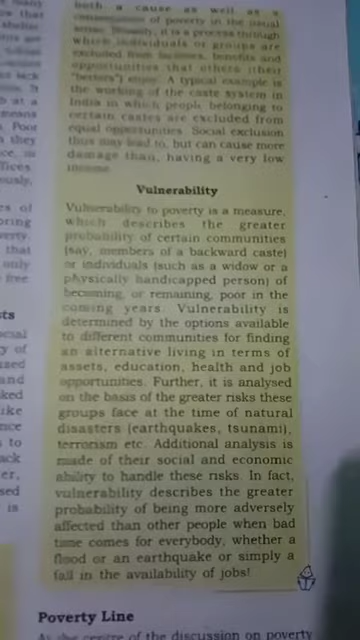 both a cause as well as a
of poverty in the usual
it is a process through
which individuals or groups are
excluded from facilities, benefits and
opportunities that others (their
"betters") enjoy. A typical example is
the working of the caste system in
India in which people belonging to
certain castes are excluded from
equal opportunities. Social exclusion
thus may lead to, but can cause more
damage than, having a very low
income.
Vulnerability
Vulnerability to poverty is a measure,
which describes the greater
probability of certain communities
(say, members of a backward caste)
or individuals (such as a widow or a
physically handicapped person) of
becoming, or remaining, poor in the
coming years. Vulnerability is
determined by the options available
to different communities for finding
an alternative living in terms of
assets, education, health and job
opportunities. Further, it is analysed
on the basis of the greater risks these
groups face at the time of natural
disasters (earthquakes, tsunami),
terrorism etc. Additional analysis is
made of their social and economic
ability to handle these risks. In fact,
vulnerability describes the greater
probability of being more adversely
affected than other people when bad
time comes for everybody, whether a
flood or an earthquake or simply a
fall in the availability of jobs!
Poverty Line
At the centre of the discussion on poverty